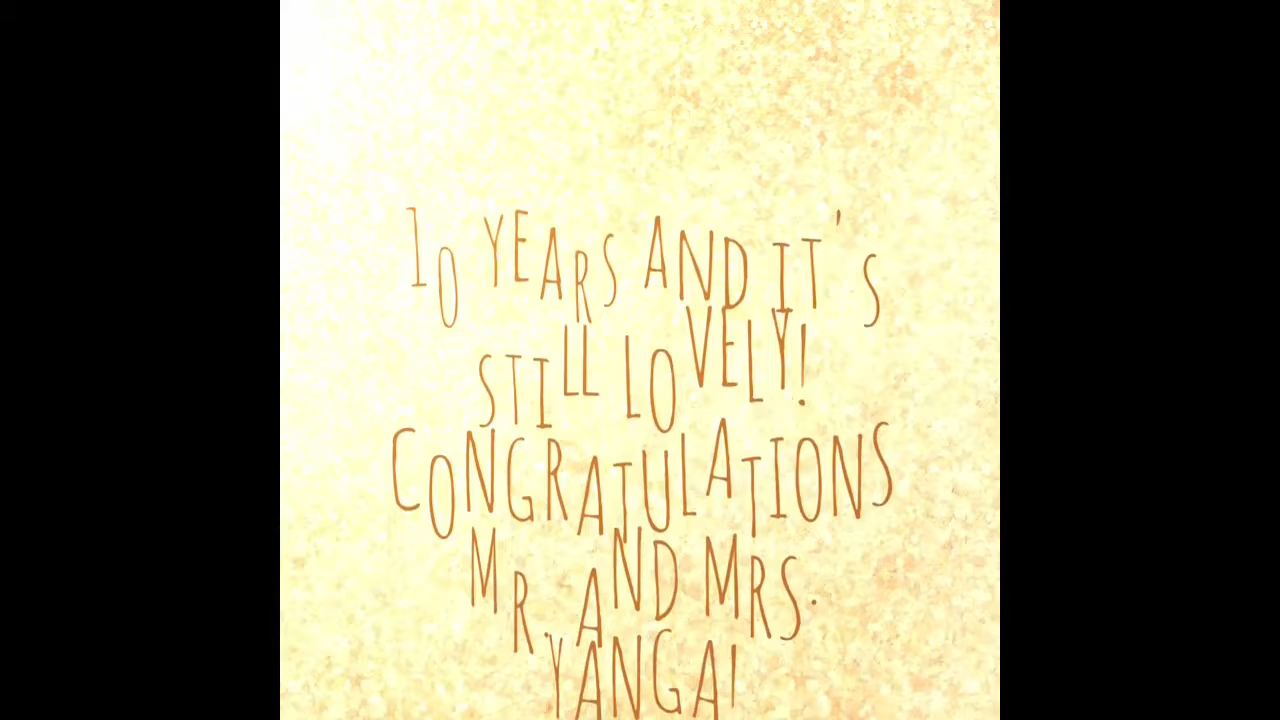 10 YEARS AND IT'S
STILL LOVELY!
CONGRATULATIONS
MR. AND MRS.
YANGA!